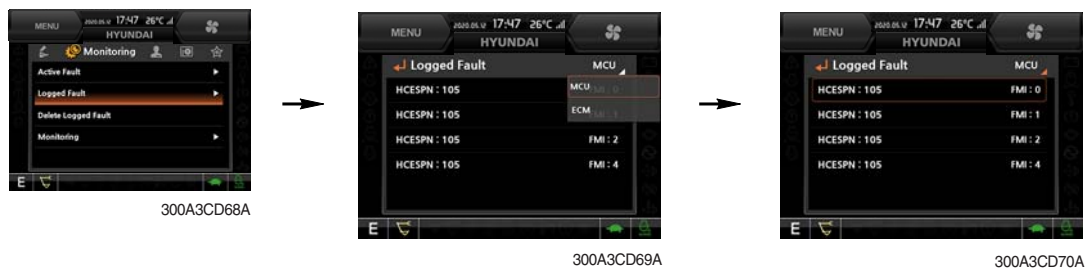 MENU 2020.05.12 17:47 26°C
HYUNDAI
Monitoring
Active Fault
Logged Fault
Delete Logged Fault
Monitoring
E
300A3CD68A
MENU 2020.05.12 17:47 26°C
HYUNDAI
Logged Fault MCU
HCESPN : 105 MCU
HCESPN : 105 ECM
HCESPN : 105 FMI : 2
HCESPN : 105 FMI : 4
E
300A3CD69A
MENU 2020.05.12 17:47 26°C
HYUNDAI
Logged Fault MCU
HCESPN : 105 FMI : 0
HCESPN : 105 FMI : 1
HCESPN : 105 FMI : 2
HCESPN : 105 FMI : 4
E
300A3CD70A